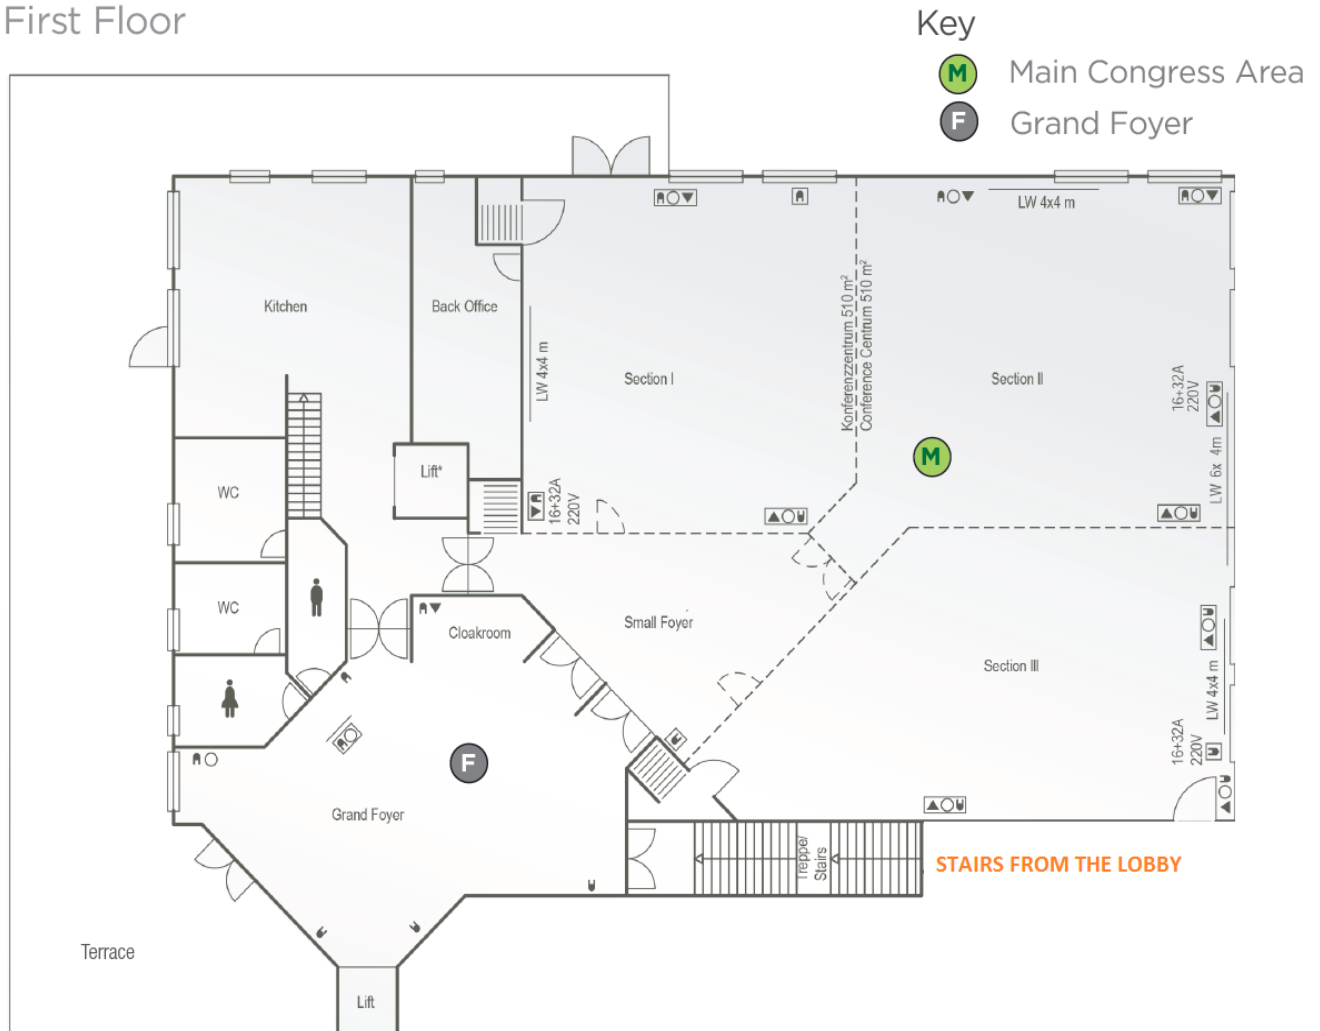 First Floor
Key
M Main Congress Area
F Grand Foyer
LW 4x4 m
Kitchen
Back Office
LW 4x4 m
Section I
Konferenzzentrum 510 m²
Conference Centrum 510 m²
Section II
16+32A
220V
M
LW 6x 4m
WC
Lift*
16+32A
220V
WC
Cloakroom
Small Foyer
Section III
LW 4x4 m
16+32A
220V
F
Grand Foyer
Treppe/
Stairs
STAIRS FROM THE LOBBY
Terrace
Lift